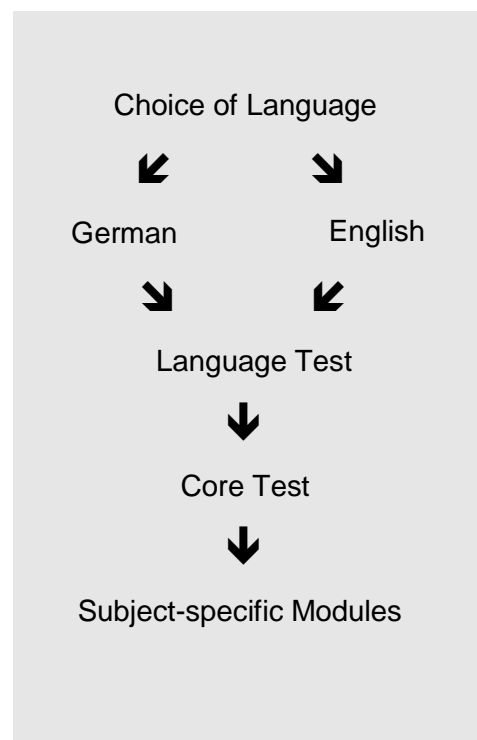 Choice of Language
German English
Language Test
Core Test
Subject-specific Modules